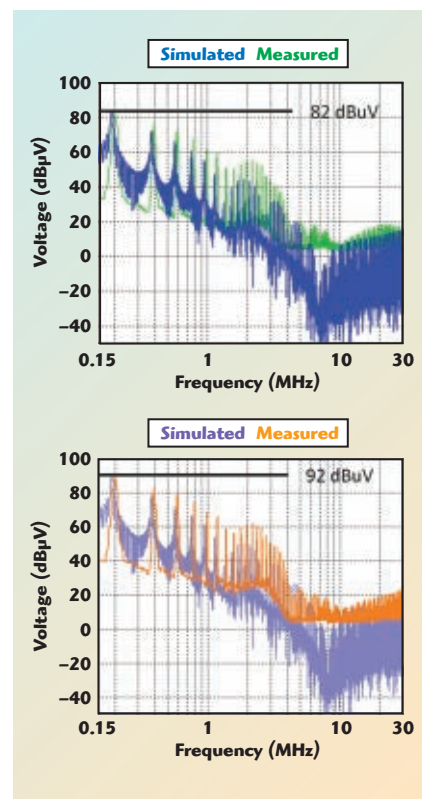 Simulated Measured
100
82 dBuV
80
60
40
20
0
–20
–40
Voltage (dBµV)
0.15 1 10 30
Frequency (MHz)
Simulated Measured
100
92 dBuV
80
60
40
20
0
–20
–40
Voltage (dBµV)
0.15 1 10 30
Frequency (MHz)